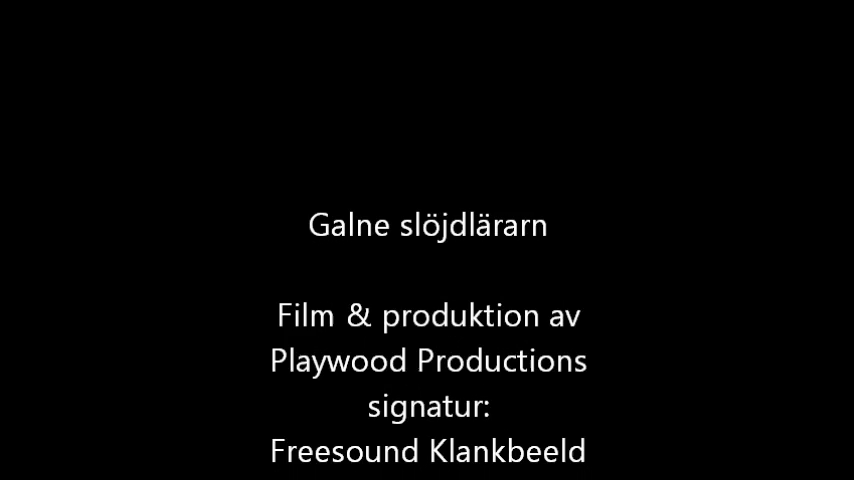 Galne slöjdlärarn
Film & produktion av
Playwood Productions
signatur:
Freesound Klankbeeld